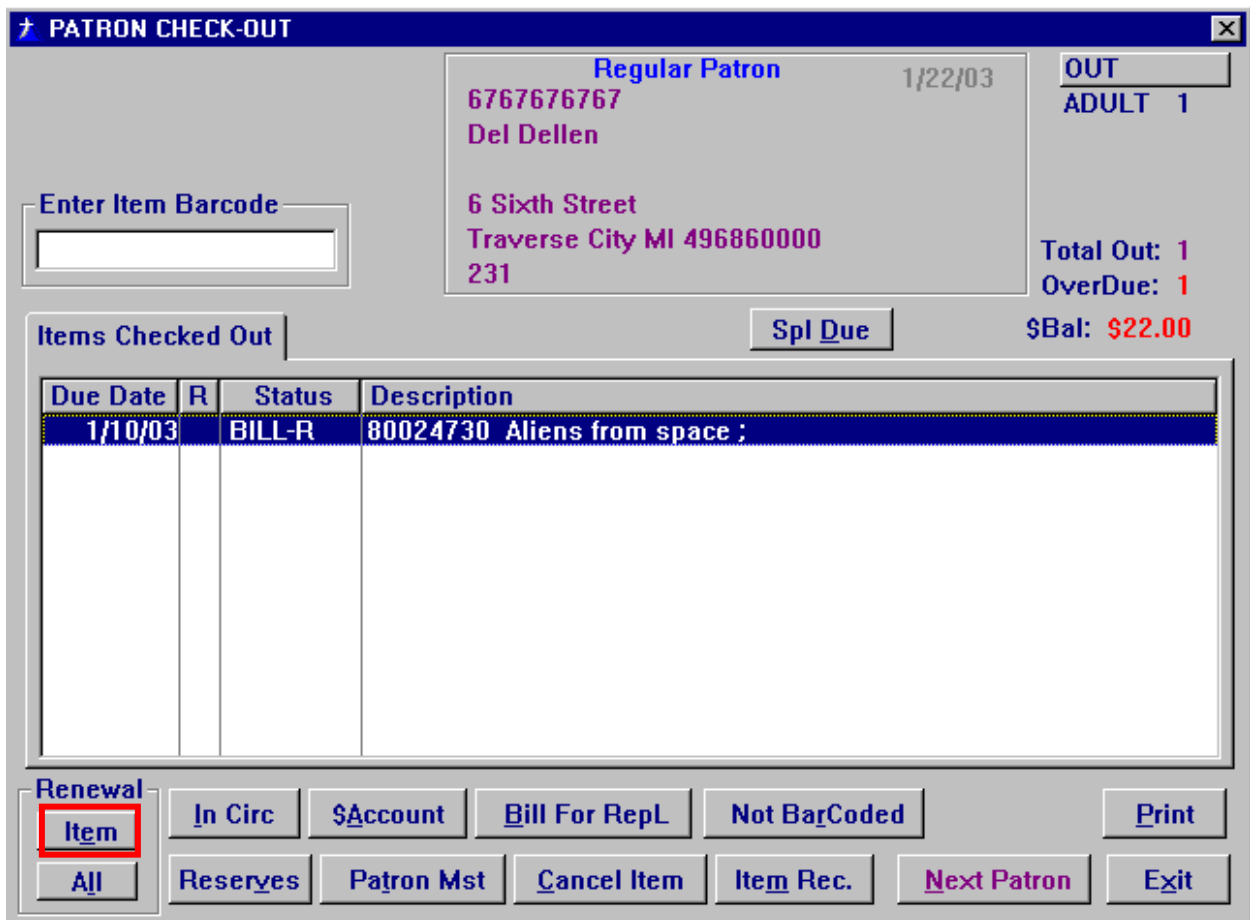 PATRON CHECK-OUT
Regular Patron 1/22/03
6767676767
Del Dellen
6 Sixth Street
Traverse City MI 496860000
231
OUT
ADULT 1
Enter Item Barcode
Total Out: 1
OverDue: 1
$Bal: $22.00
Spl Due
Items Checked Out
Due Date R Status Description
1/10/03 BILL-R 80024730 Aliens from space ;
Renewal
Item
All
In Circ $Account Bill For RepL Not BarCoded Print
Reserves Patron Mst Cancel Item Item Rec. Next Patron Exit